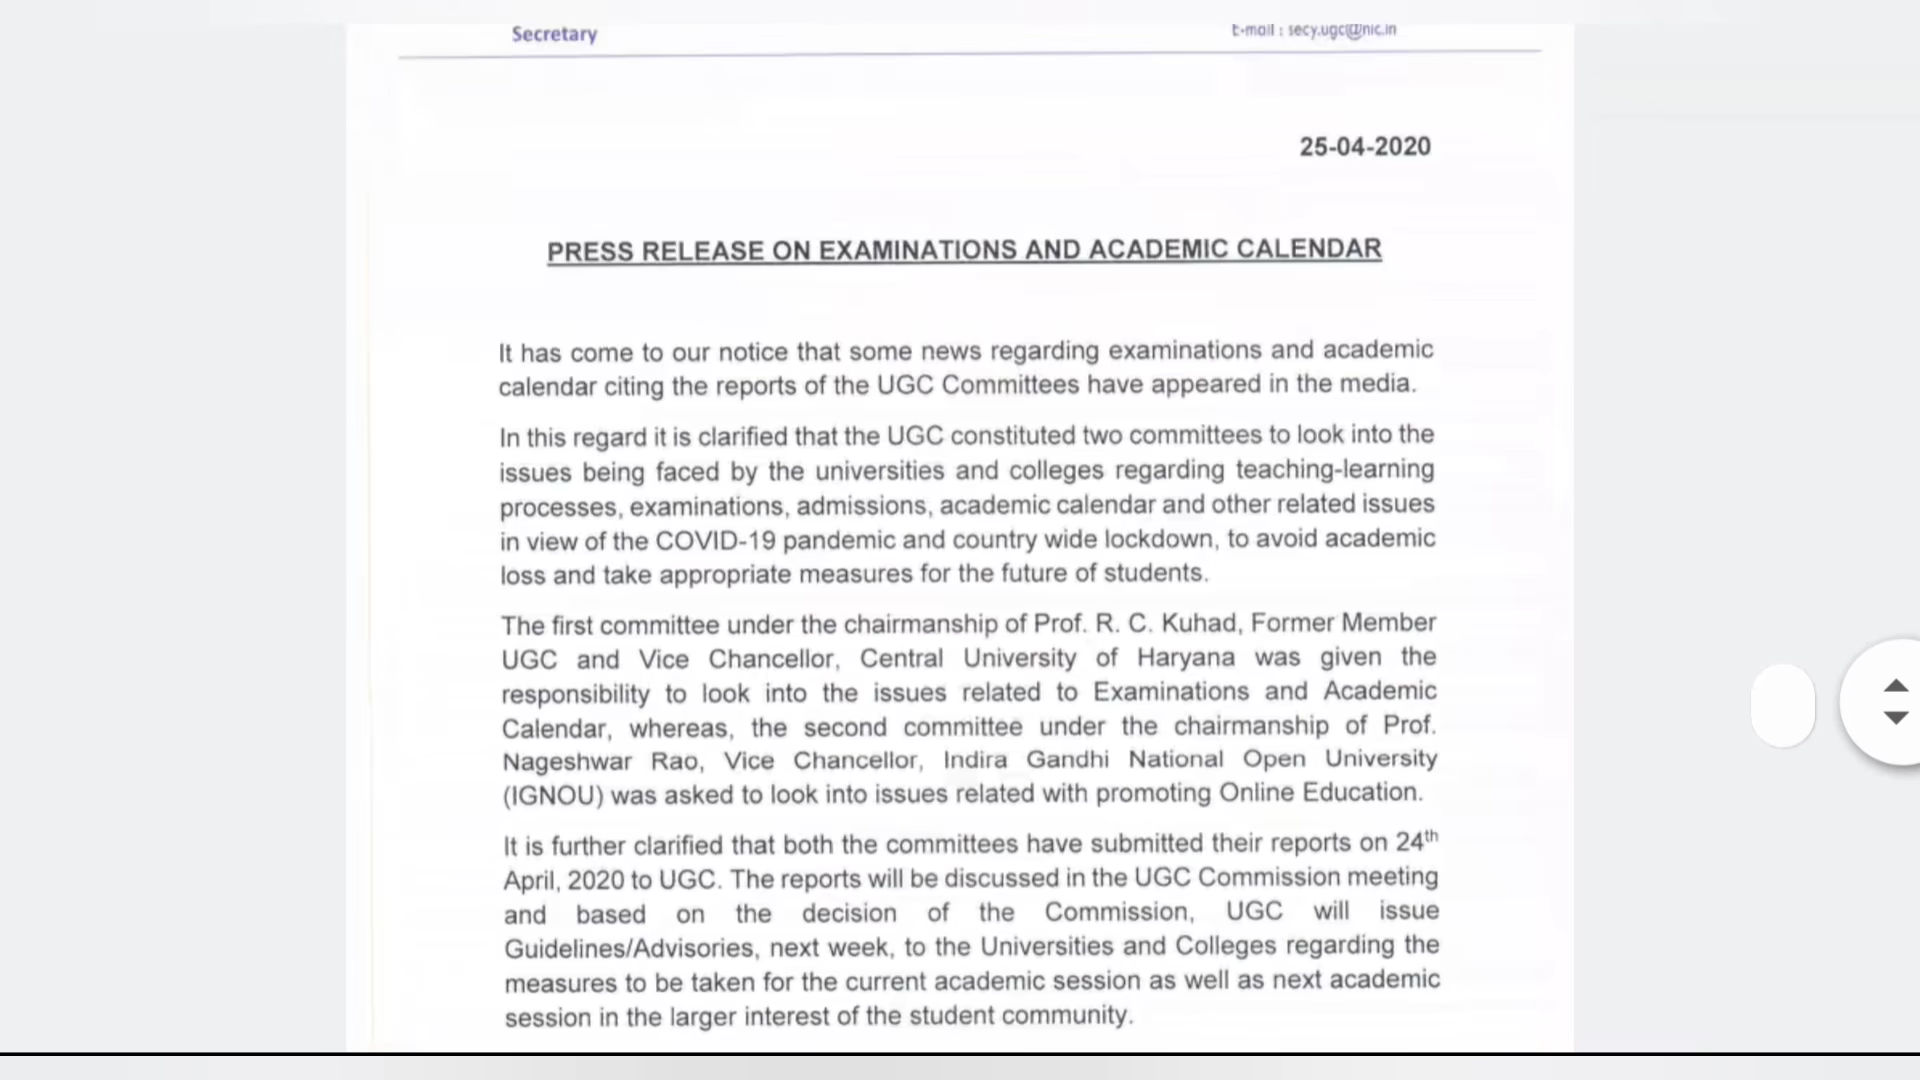 Secretary
E-mail : secy.ugc@nic.in
25-04-2020
PRESS RELEASE ON EXAMINATIONS AND ACADEMIC CALENDAR
It has come to our notice that some news regarding examinations and academic
calendar citing the reports of the UGC Committees have appeared in the media.
In this regard it is clarified that the UGC constituted two committees to look into the
issues being faced by the universities and colleges regarding teaching-learning
processes, examinations, admissions, academic calendar and other related issues
in view of the COVID-19 pandemic and country wide lockdown, to avoid academic
loss and take appropriate measures for the future of students.
The first committee under the chairmanship of Prof. R. C. Kuhad, Former Member
UGC and Vice Chancellor, Central University of Haryana was given the
responsibility to look into the issues related to Examinations and Academic
Calendar, whereas, the second committee under the chairmanship of Prof.
Nageshwar Rao, Vice Chancellor, Indira Gandhi National Open University
(IGNOU) was asked to look into issues related with promoting Online Education.
It is further clarified that both the committees have submitted their reports on 24th
April, 2020 to UGC. The reports will be discussed in the UGC Commission meeting
and based on the decision of the Commission, UGC will issue
Guidelines/Advisories, next week, to the Universities and Colleges regarding the
measures to be taken for the current academic session as well as next academic
session in the larger interest of the student community.